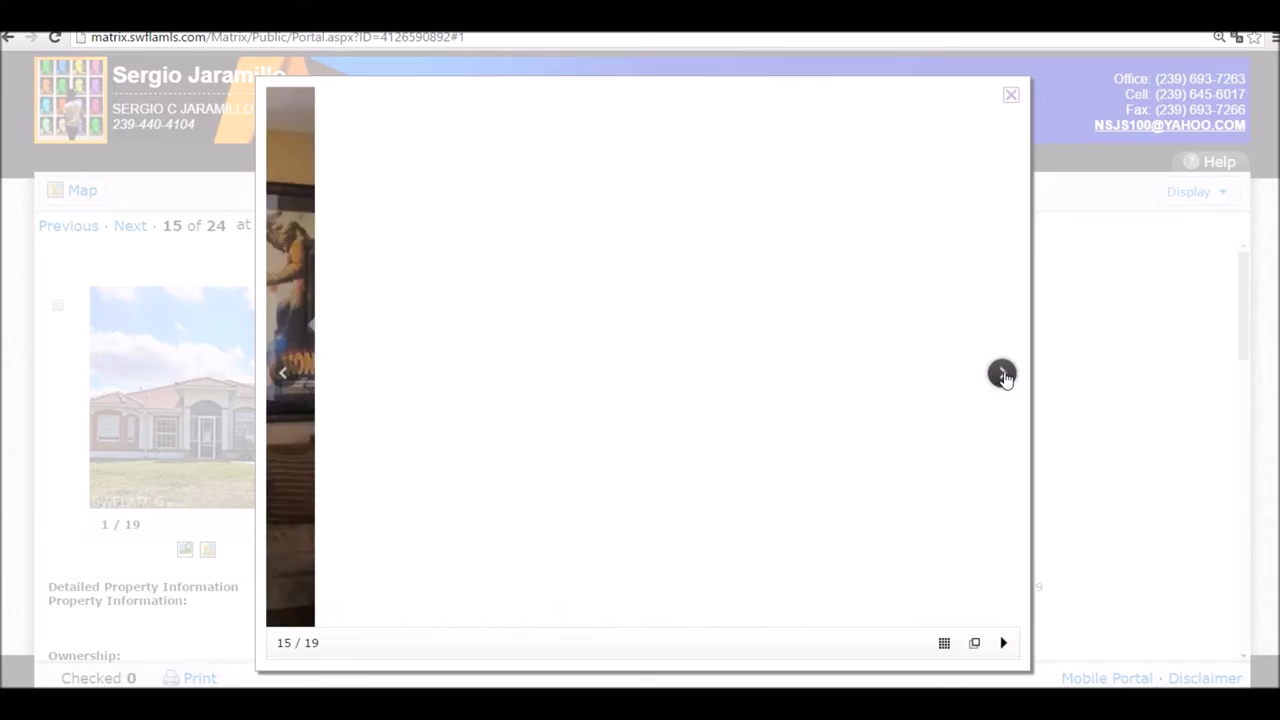 matrix.swflamls.com/Matrix/Public/Portal.aspx?ID=4126590892#1
Sergio Jaramillo
SERGIO C JARAMILLO
239-440-4104
Office: (239) 693-7263
Cell: (239) 645-6017
Fax: (239) 693-7266
NSJS100@YAHOO.COM
? Help
Map
Display
Previous · Next · 15 of 24 at
SWFLAMLS
1 / 19
Detailed Property Information
Property Information:
9
Ownership:
15 / 19
Checked 0 Print
Mobile Portal · Disclaimer